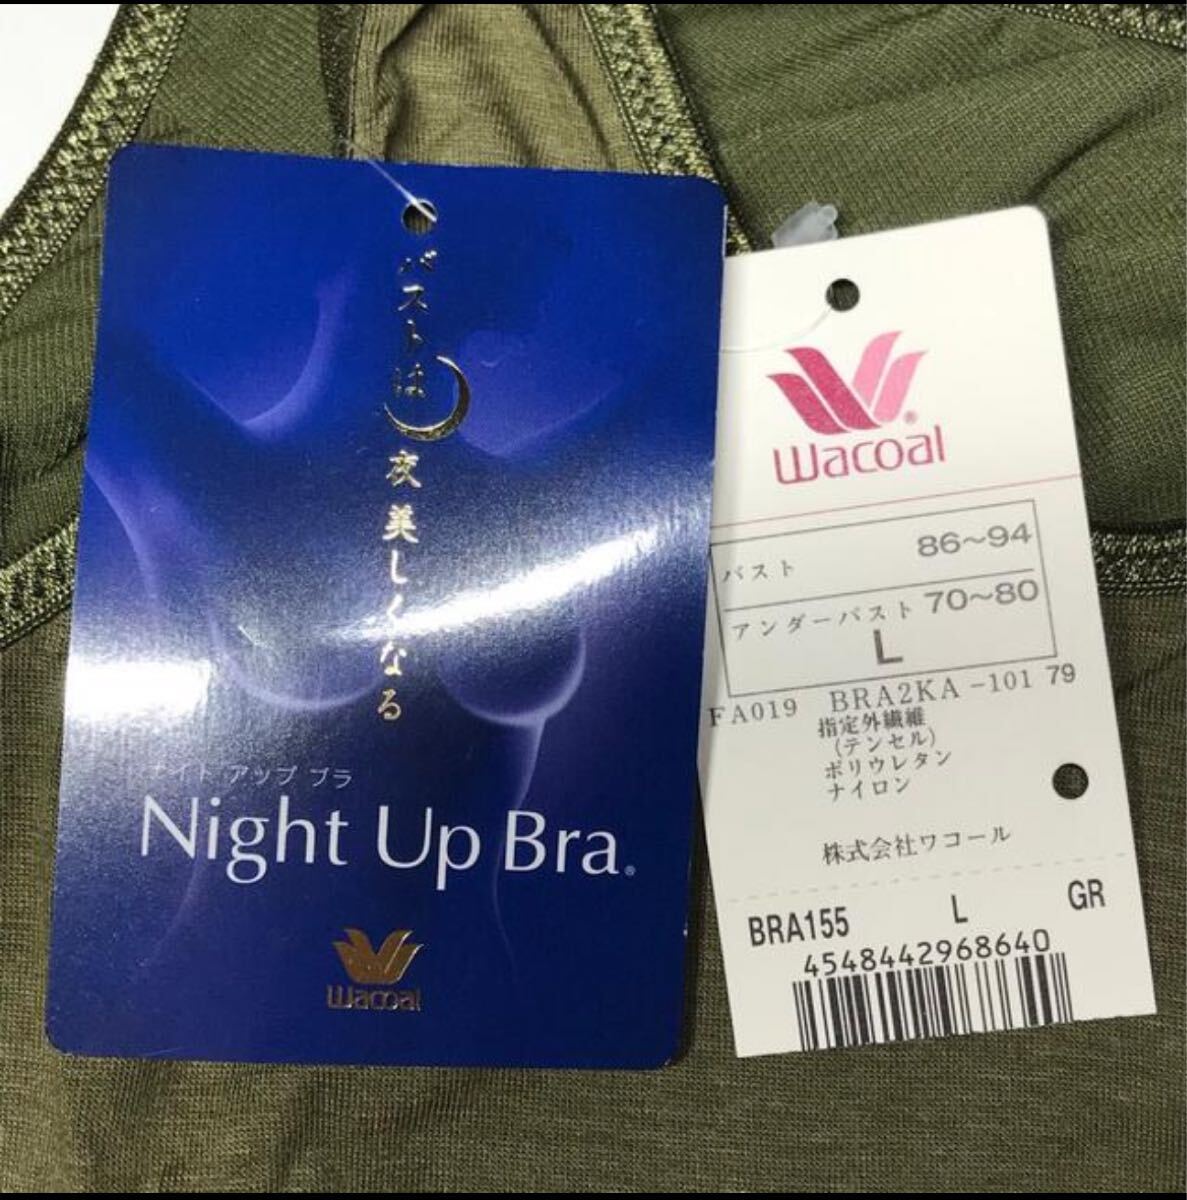 バストは
夜
美しくなる
ナイト アップ ブラ
Night Up Bra®
Wacoal
Wacoal®
バスト 86〜94
アンダーバスト 70〜80
L
FA019 BRA2KA-101 79
指定外繊維
(テンセル)
ポリウレタン
ナイロン
株式会社ワコール
BRA155 L GR
4548442968640